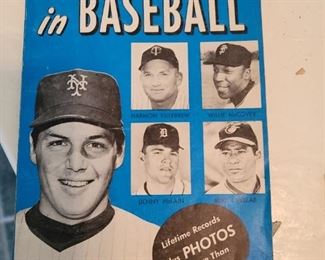 in BASEBALL
HARMON KILLEBREW
WILLIE McCOVEY
DENNY McLAIN
Lifetime Records
PHOTOS
Than